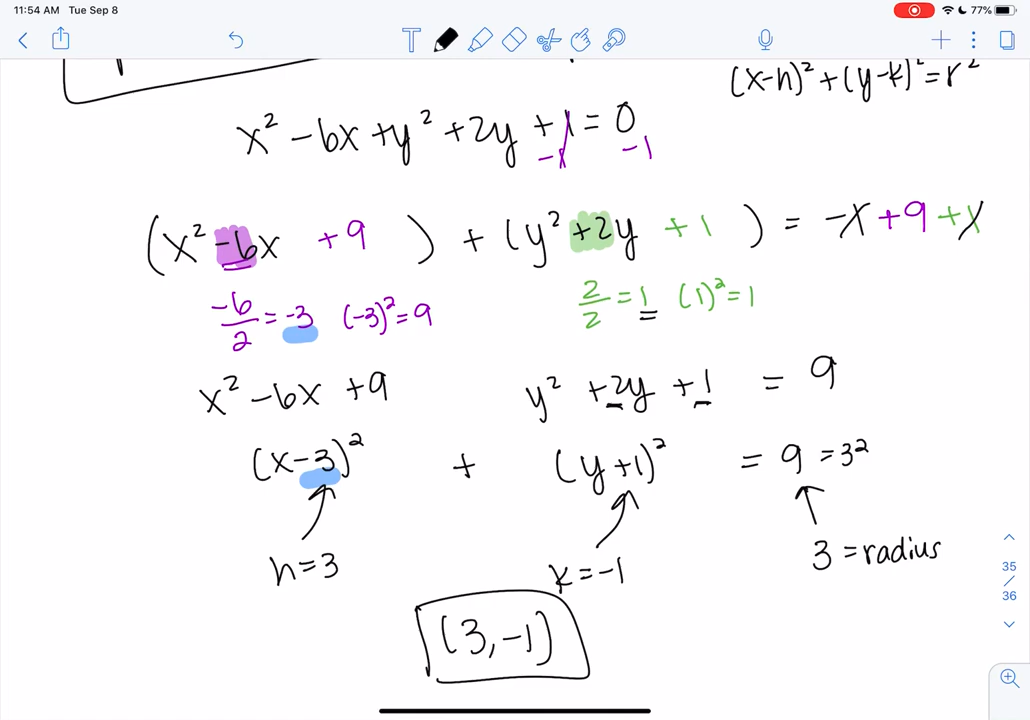 11:54 AM Tue Sep 8
77%
(x-h)² + (y-k)² = r²
x² - 6x + y² + 2y + 1 = 0
-1 -1
(x² - 6x + 9 ) + (y² + 2y + 1 ) = -1 + 9 + 1
-6/2 = -3 (-3)² = 9 2/2 = 1 (1)² = 1
x² - 6x + 9 y² + 2y + 1 = 9
(x - 3)² + (y + 1)² = 9 = 3²
h = 3 k = -1 3 = radius
(3, -1)
35
/
36